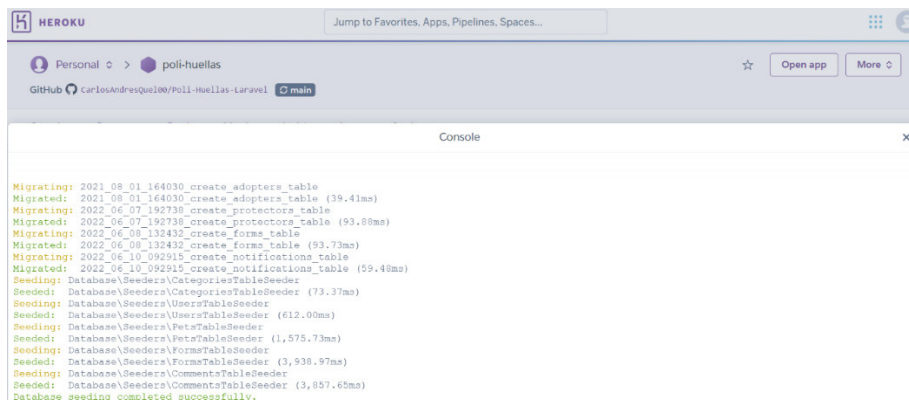 HEROKU
Jump to Favorites, Apps, Pipelines, Spaces...
Personal > poli-huellas
Open app
More
GitHub CarlosAndresQuel00/Poli-Huellas-Laravel main
Console
Migrating: 2021_08_01_164030_create_adopters_table
Migrated: 2021_08_01_164030_create_adopters_table (39.41ms)
Migrating: 2022_06_07_192738_create_protectors_table
Migrated: 2022_06_07_192738_create_protectors_table (93.88ms)
Migrating: 2022_06_08_132432_create_forms_table
Migrated: 2022_06_08_132432_create_forms_table (93.73ms)
Migrating: 2022_06_10_092915_create_notifications_table
Migrated: 2022_06_10_092915_create_notifications_table (59.48ms)
Seeding: Database\Seeders\CategoriesTableSeeder
Seeded: Database\Seeders\CategoriesTableSeeder (73.37ms)
Seeding: Database\Seeders\UsersTableSeeder
Seeded: Database\Seeders\UsersTableSeeder (612.00ms)
Seeding: Database\Seeders\PetsTableSeeder
Seeded: Database\Seeders\PetsTableSeeder (1,575.73ms)
Seeding: Database\Seeders\FormsTableSeeder
Seeded: Database\Seeders\FormsTableSeeder (3,938.97ms)
Seeding: Database\Seeders\CommentsTableSeeder
Seeded: Database\Seeders\CommentsTableSeeder (3,857.65ms)
Database seeding completed successfully.